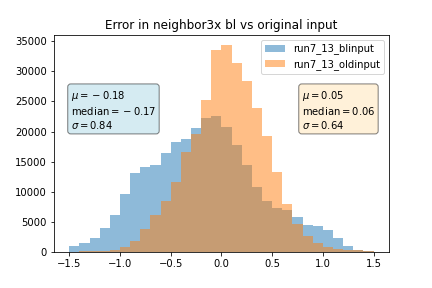 Error in neighbor3x bl vs original input
35000
30000
25000
20000
15000
10000
5000
0
run7_13_blinput
run7_13_oldinput
μ = −0.18
median = −0.17
σ = 0.84
μ = 0.05
median = 0.06
σ = 0.64
−1.5 −1.0 −0.5 0.0 0.5 1.0 1.5